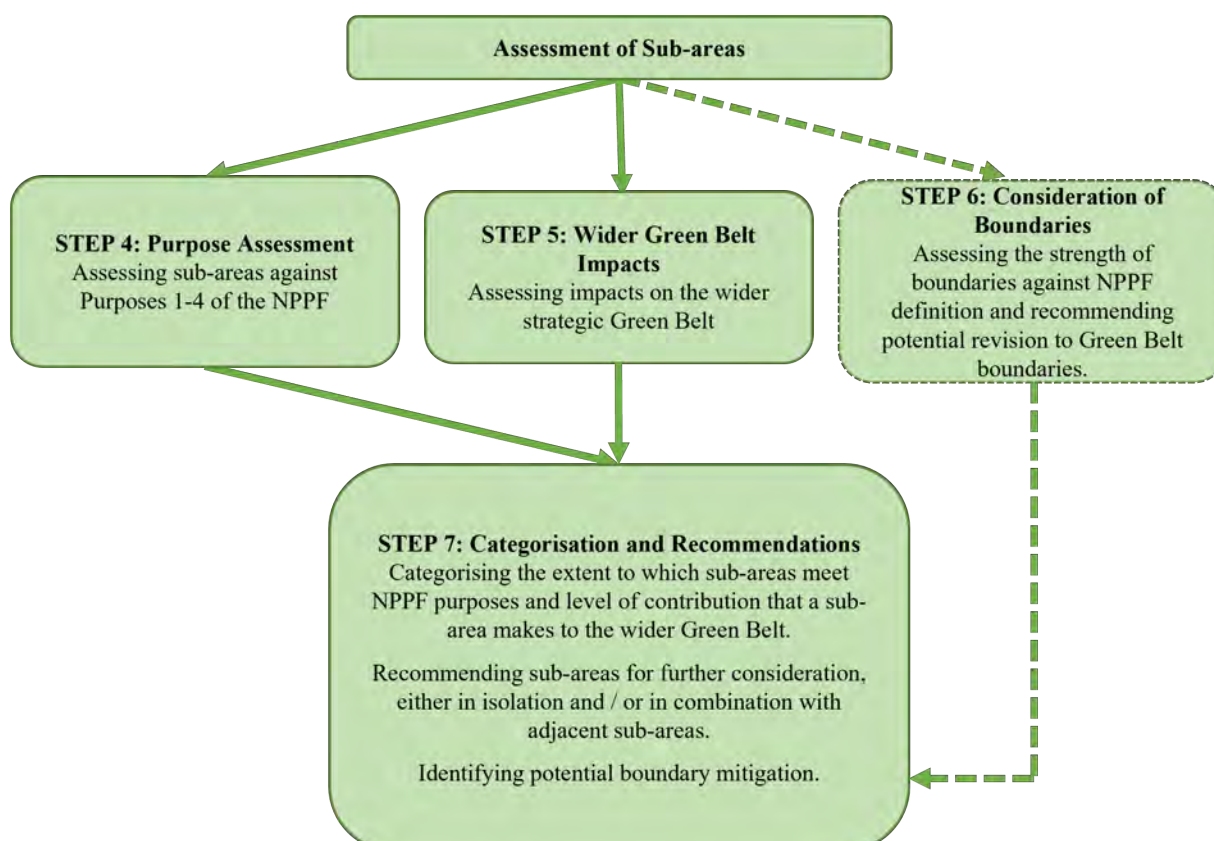 Assessment of Sub-areas
STEP 4: Purpose Assessment
Assessing sub-areas against
Purposes 1-4 of the NPPF
STEP 5: Wider Green Belt
Impacts
Assessing impacts on the wider
strategic Green Belt
STEP 6: Consideration of
Boundaries
Assessing the strength of
boundaries against NPPF
definition and recommending
potential revision to Green Belt
boundaries.
STEP 7: Categorisation and Recommendations
Categorising the extent to which sub-areas meet
NPPF purposes and level of contribution that a sub-
area makes to the wider Green Belt.
Recommending sub-areas for further consideration,
either in isolation and / or in combination with
adjacent sub-areas.
Identifying potential boundary mitigation.